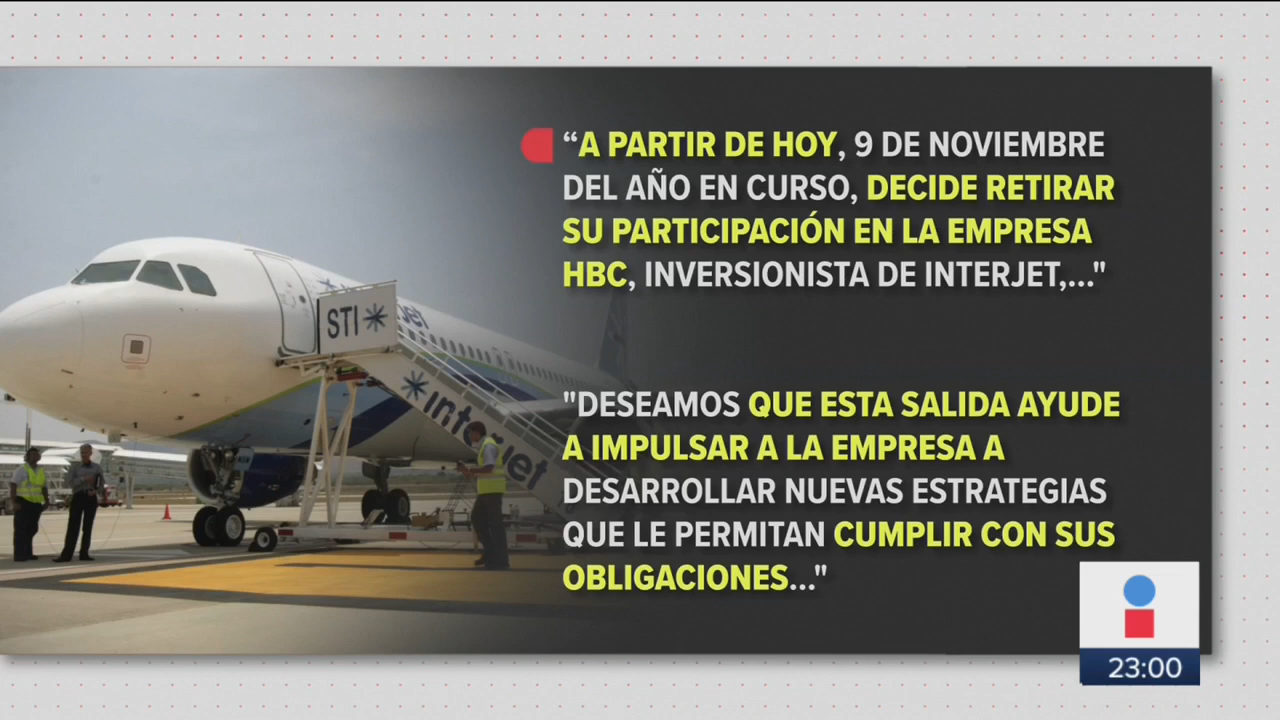 “A PARTIR DE HOY, 9 DE NOVIEMBRE
DEL AÑO EN CURSO, DECIDE RETIRAR
SU PARTICIPACIÓN EN LA EMPRESA
HBC, INVERSIONISTA DE INTERJET,..."
"DESEAMOS QUE ESTA SALIDA AYUDE
A IMPULSAR A LA EMPRESA A
DESARROLLAR NUEVAS ESTRATEGIAS
QUE LE PERMITAN CUMPLIR CON SUS
OBLIGACIONES..."
STI
interjet
23:00